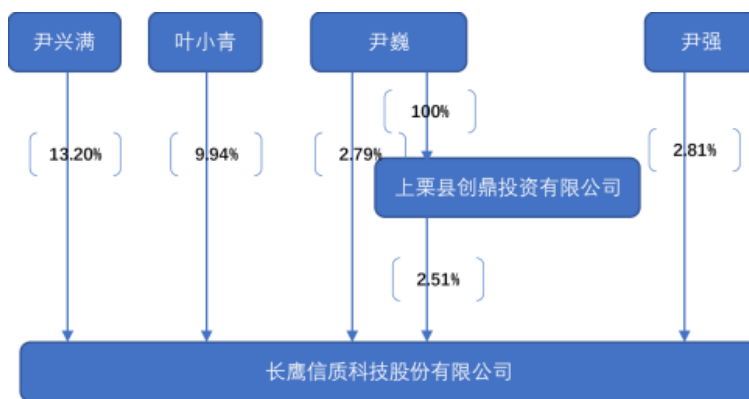 尹兴满
叶小青
尹巍
尹强
100%
13.20%
9.94%
2.79%
2.81%
上栗县创鼎投资有限公司
2.51%
长鹰信质科技股份有限公司